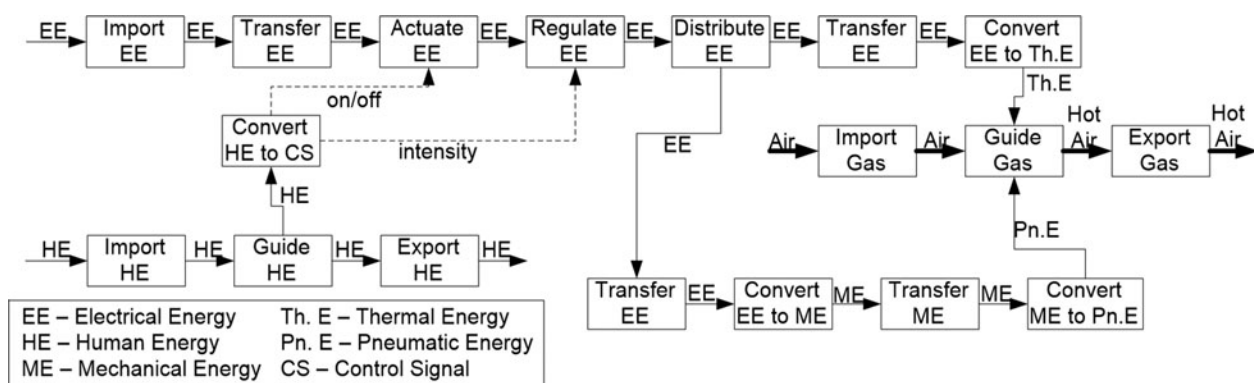 EE
Import
EE
EE
Transfer
EE
EE
Actuate
EE
EE
Regulate
EE
EE
Distribute
EE
EE
Transfer
EE
EE
Convert
EE to Th.E
on/off
Th.E
Convert
HE to CS
intensity
EE
Air
Import
Gas
Air
Guide
Gas
Hot
Air
Export
Gas
Hot
Air
HE
Pn.E
HE
Import
HE
HE
Guide
HE
HE
Export
HE
HE
Transfer
EE
EE
Convert
EE to ME
ME
Transfer
ME
ME
Convert
ME to Pn.E
EE – Electrical Energy
Th. E – Thermal Energy
HE – Human Energy
Pn. E – Pneumatic Energy
ME – Mechanical Energy
CS – Control Signal